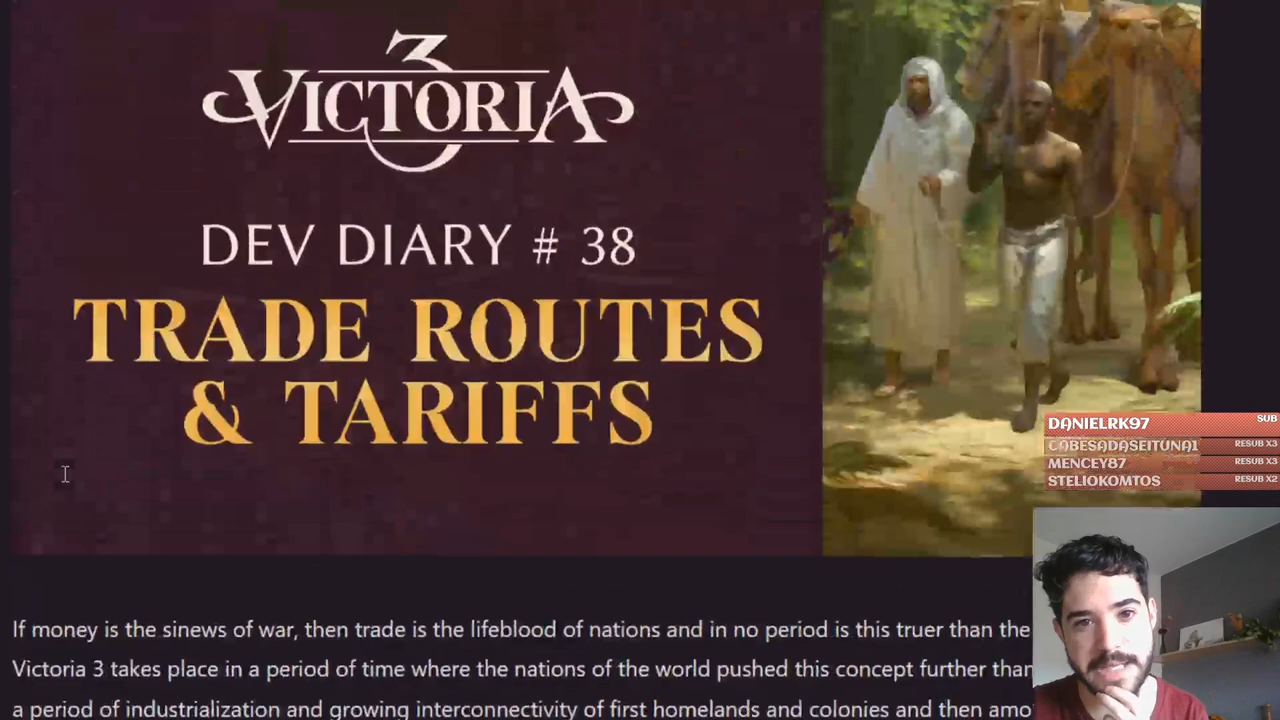 VICTORIA
3
DEV DIARY # 38
TRADE ROUTES
& TARIFFS
DANIELRK97 SUB
CABESADASEITUNA1 RESUB X3
MENCEY87 RESUB X3
STELIOKOMTOS RESUB X2
If money is the sinews of war, then trade is the lifeblood of nations and in no period is this truer than the
Victoria 3 takes place in a period of time where the nations of the world pushed this concept further than
a period of industrialization and growing interconnectivity of first homelands and colonies and then